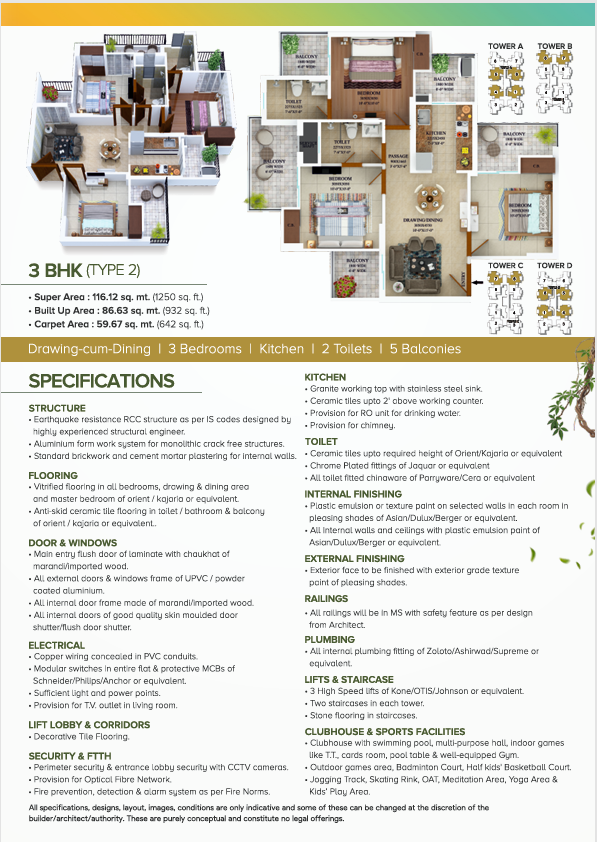 TOWER A
TOWER B
BALCONY
BALCONY
BEDROOM
TOILET
TOILET
KITCHEN
BALCONY
BALCONY
PASSAGE
BEDROOM
BEDROOM
DRAWING/DINING
BALCONY
ENTRY
TOWER C
TOWER D
3 BHK (TYPE 2)
• Super Area : 116.12 sq. mt. (1250 sq. ft.)
• Built Up Area : 86.63 sq. mt. (932 sq. ft.)
• Carpet Area : 59.67 sq. mt. (642 sq. ft.)
Drawing-cum-Dining | 3 Bedrooms | Kitchen | 2 Toilets | 5 Balconies
SPECIFICATIONS
STRUCTURE
• Earthquake resistance RCC structure as per IS codes designed by
highly experienced structural engineer.
• Aluminium form work system for monolithic crack free structures.
• Standard brickwork and cement mortar plastering for internal walls.
FLOORING
• Vitrified flooring in all bedrooms, drawing & dining area
and master bedroom of orient / kajaria or equivalent.
• Anti-skid ceramic tile flooring in toilet / bathroom & balcony
of orient / kajaria or equivalent..
DOOR & WINDOWS
• Main entry flush door of laminate with chaukhat of
marandi/imported wood.
• All external doors & windows frame of UPVC / powder
coated aluminium.
• All internal door frame made of marandi/imported wood.
• All internal doors of good quality skin moulded door
shutter/flush door shutter.
ELECTRICAL
• Copper wiring concealed in PVC conduits.
• Modular switches in entire flat & protective MCBs of
Schneider/Philips/Anchor or equivalent.
• Sufficient light and power points.
• Provision for T.V. outlet in living room.
LIFT LOBBY & CORRIDORS
• Decorative Tile Flooring.
SECURITY & FTTH
• Perimeter security & entrance lobby security with CCTV cameras.
• Provision for Optical Fibre Network.
• Fire prevention, detection & alarm system as per Fire Norms.
KITCHEN
• Granite working top with stainless steel sink.
• Ceramic tiles upto 2' above working counter.
• Provision for RO unit for drinking water.
• Provision for chimney.
TOILET
• Ceramic tiles upto required height of Orient/Kajaria or equivalent
• Chrome Plated fittings of Jaquar or equivalent
• All toilet fitted chinaware of Parryware/Cera or equivalent
INTERNAL FINISHING
• Plastic emulsion or texture paint on selected walls in each room in
pleasing shades of Asian/Dulux/Berger or equivalent.
• All Internal walls and ceilings with plastic emulsion paint of
Asian/Dulux/Berger or equivalent.
EXTERNAL FINISHING
• Exterior face to be finished with exterior grade texture
paint of pleasing shades.
RAILINGS
• All railings will be in MS with safety feature as per design
from Architect.
PLUMBING
• All internal plumbing fitting of Zoloto/Ashirwad/Supreme or
equivalent.
LIFTS & STAIRCASE
• 3 High Speed lifts of Kone/OTIS/Johnson or equivalent.
• Two staircases in each tower.
• Stone flooring in staircases.
CLUBHOUSE & SPORTS FACILITIES
• Clubhouse with swimming pool, multi-purpose hall, indoor games
like T.T., cards room, pool table & well-equipped Gym.
• Outdoor games area, Badminton Court, Half kids' Basketball Court.
• Jogging Track, Skating Rink, OAT, Meditation Area, Yoga Area &
Kids' Play Area.
All specifications, designs, layout, images, conditions are only indicative and some of these can be changed at the discretion of the
builder/architect/authority. These are purely conceptual and constitute no legal offerings.